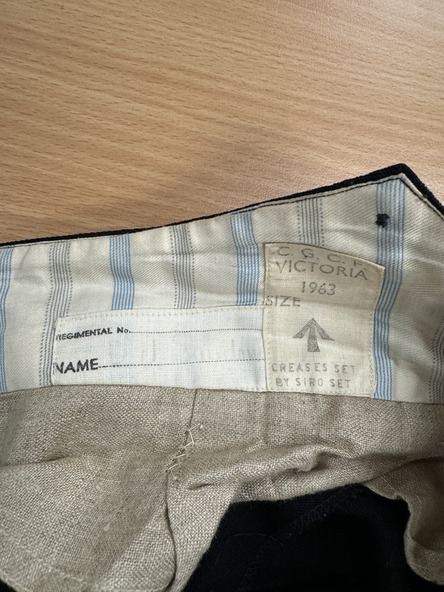 C. G. C. F.
VICTORIA
1963
SIZE
CREASES SET
BY SIRO SET
REGIMENTAL No.
NAME